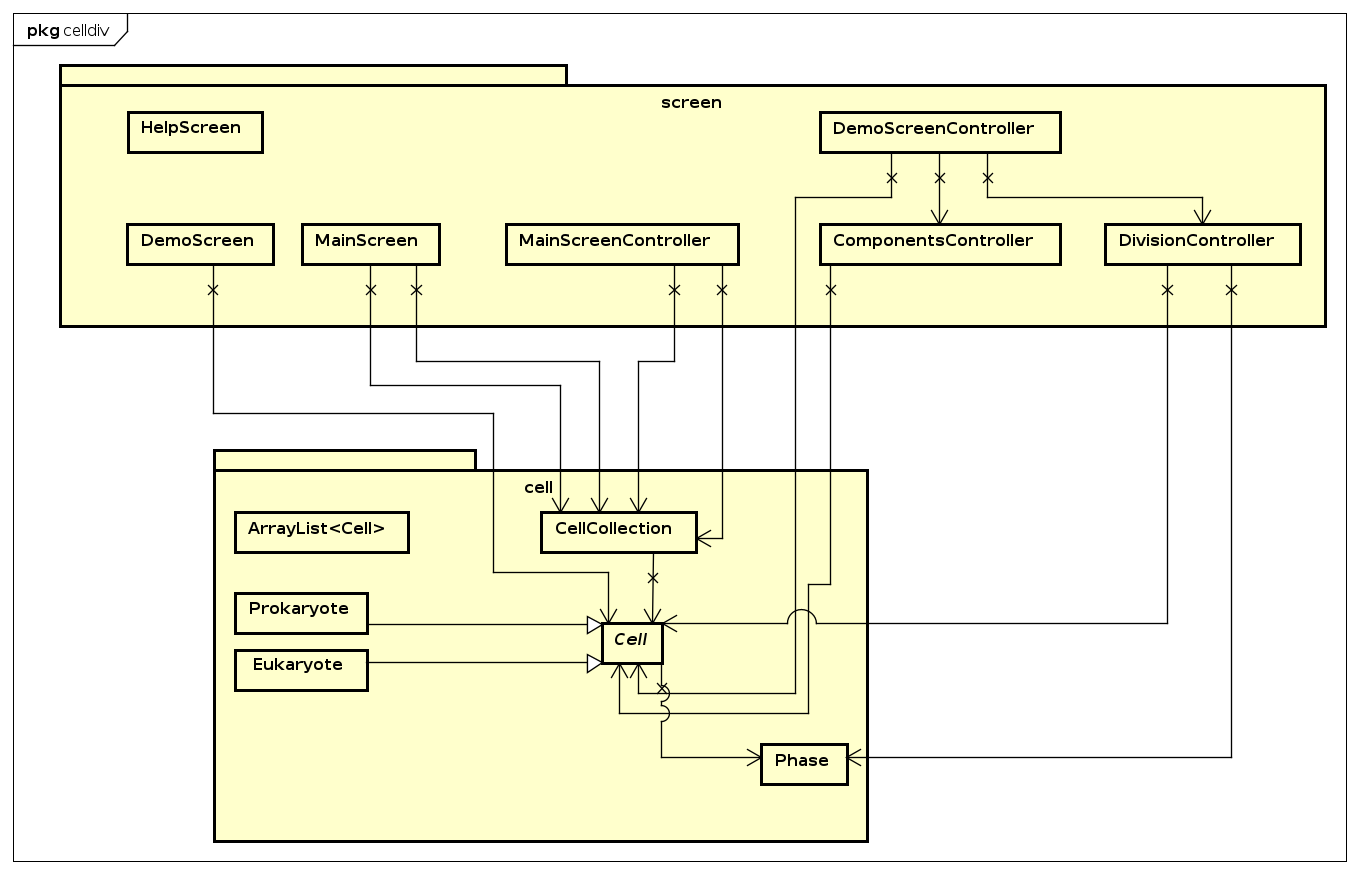 pkg celldiv
screen
HelpScreen
DemoScreenController
DemoScreen
MainScreen
MainScreenController
ComponentsController
DivisionController
cell
ArrayList<Cell>
CellCollection
Prokaryote
Cell
Eukaryote
Phase